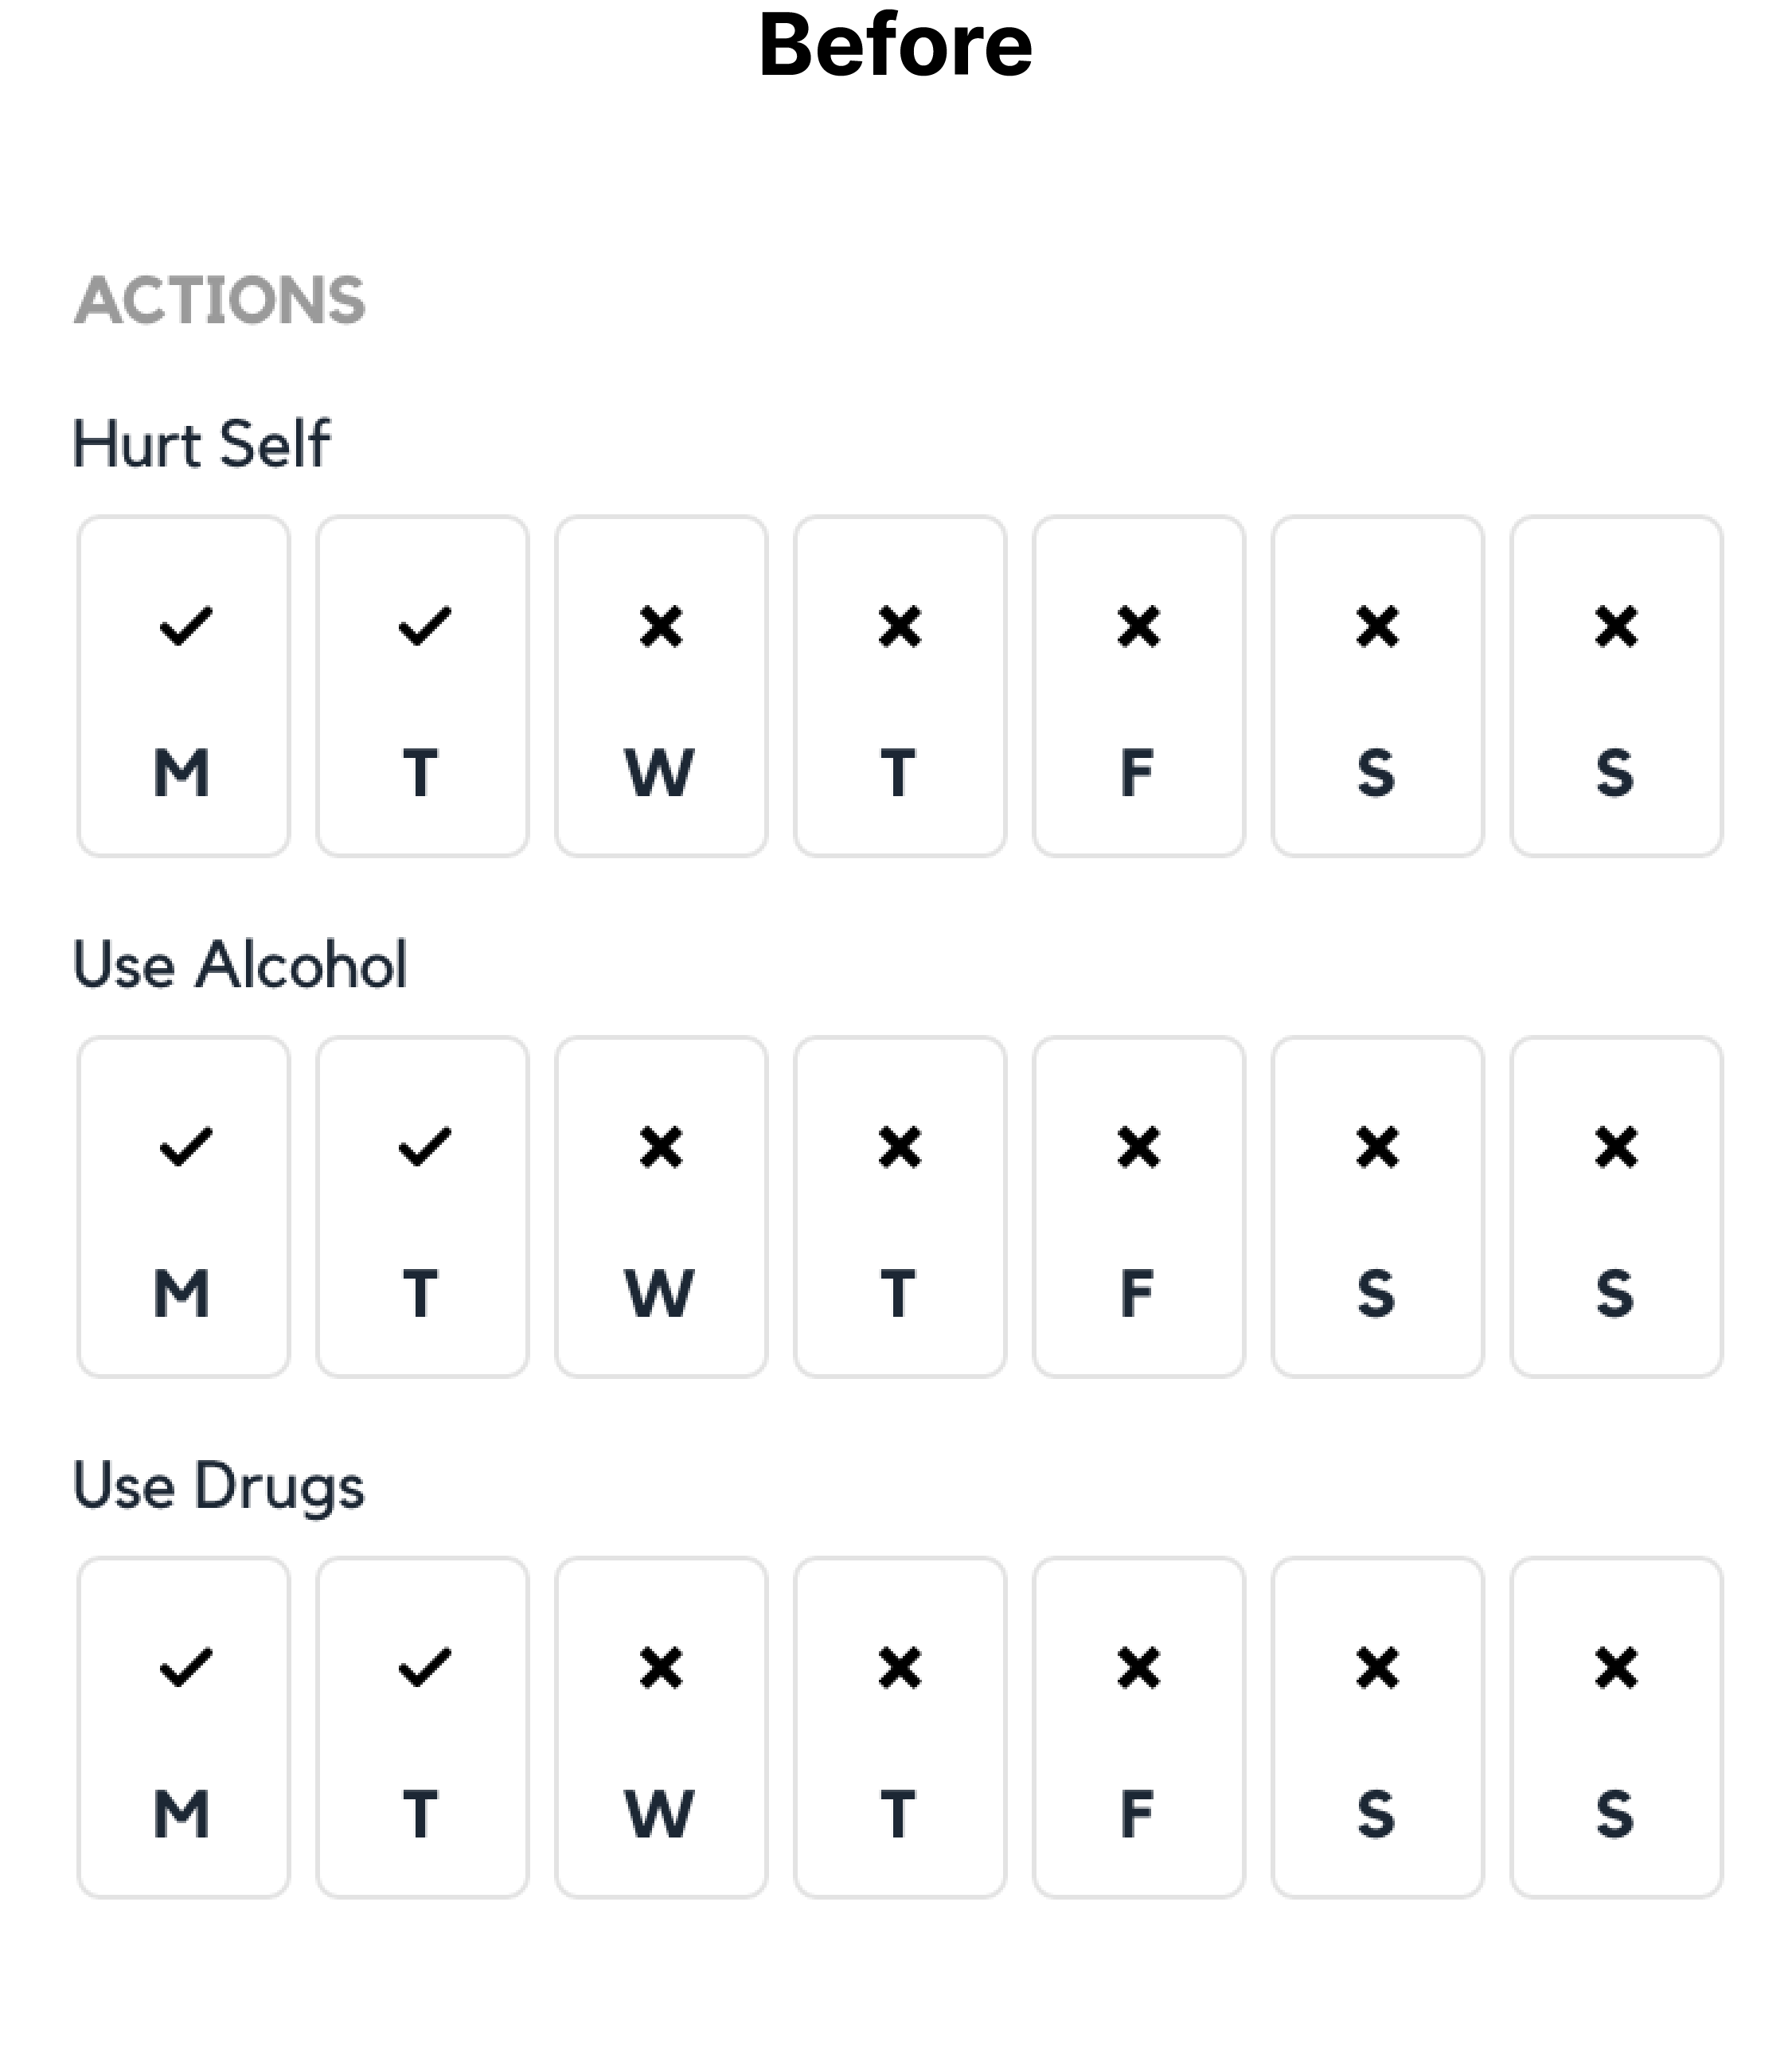 Before
ACTIONS
Hurt Self
M T W T F S S
Use Alcohol
M T W T F S S
Use Drugs
M T W T F S S